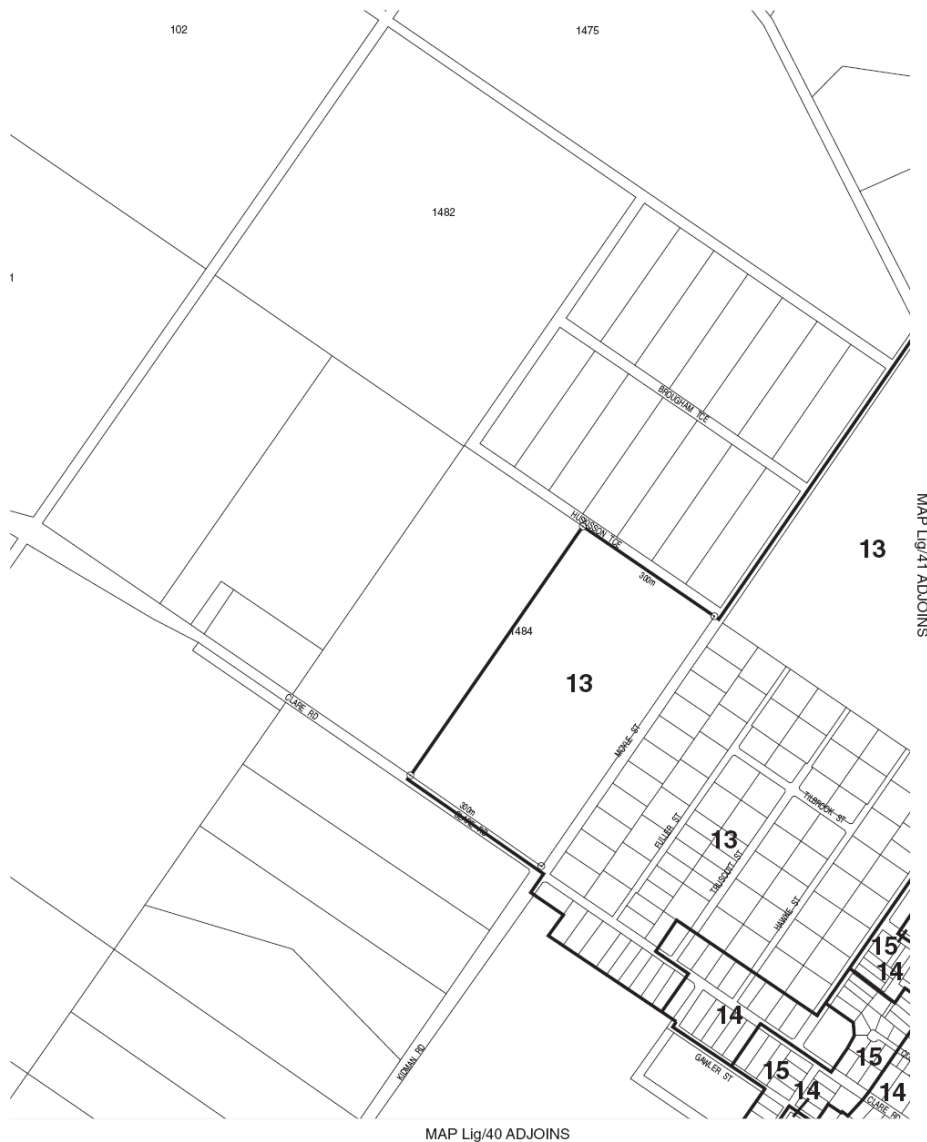 102
1475
1482
1
BROUGHAM TCE
MAP Lig/41 ADJOINS
HUSKISSON TCE
13
300m
1484
13
CLARE RD
MOYLE ST
300m
CLARE RD
TILBROOK ST
FULLER ST
13
TRUSCOTT ST
HAWKE ST
15
14
14
KIDMAN RD
15
GAWLER ST
15
14
14
CLARE RD
MAP Lig/40 ADJOINS